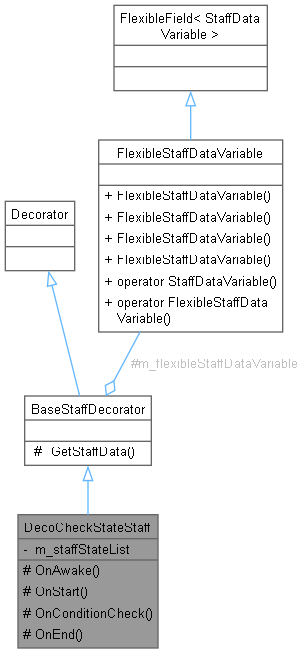 FlexibleField< StaffData
Variable >
FlexibleStaffDataVariable
+ FlexibleStaffDataVariable()
+ FlexibleStaffDataVariable()
+ FlexibleStaffDataVariable()
+ FlexibleStaffDataVariable()
+ operator StaffDataVariable()
+ operator FlexibleStaffData
Variable()
Decorator
#m_flexibleStaffDataVariable
BaseStaffDecorator
# GetStaffData()
DecoCheckStateStaff
- m_staffStateList
# OnAwake()
# OnStart()
# OnConditionCheck()
# OnEnd()